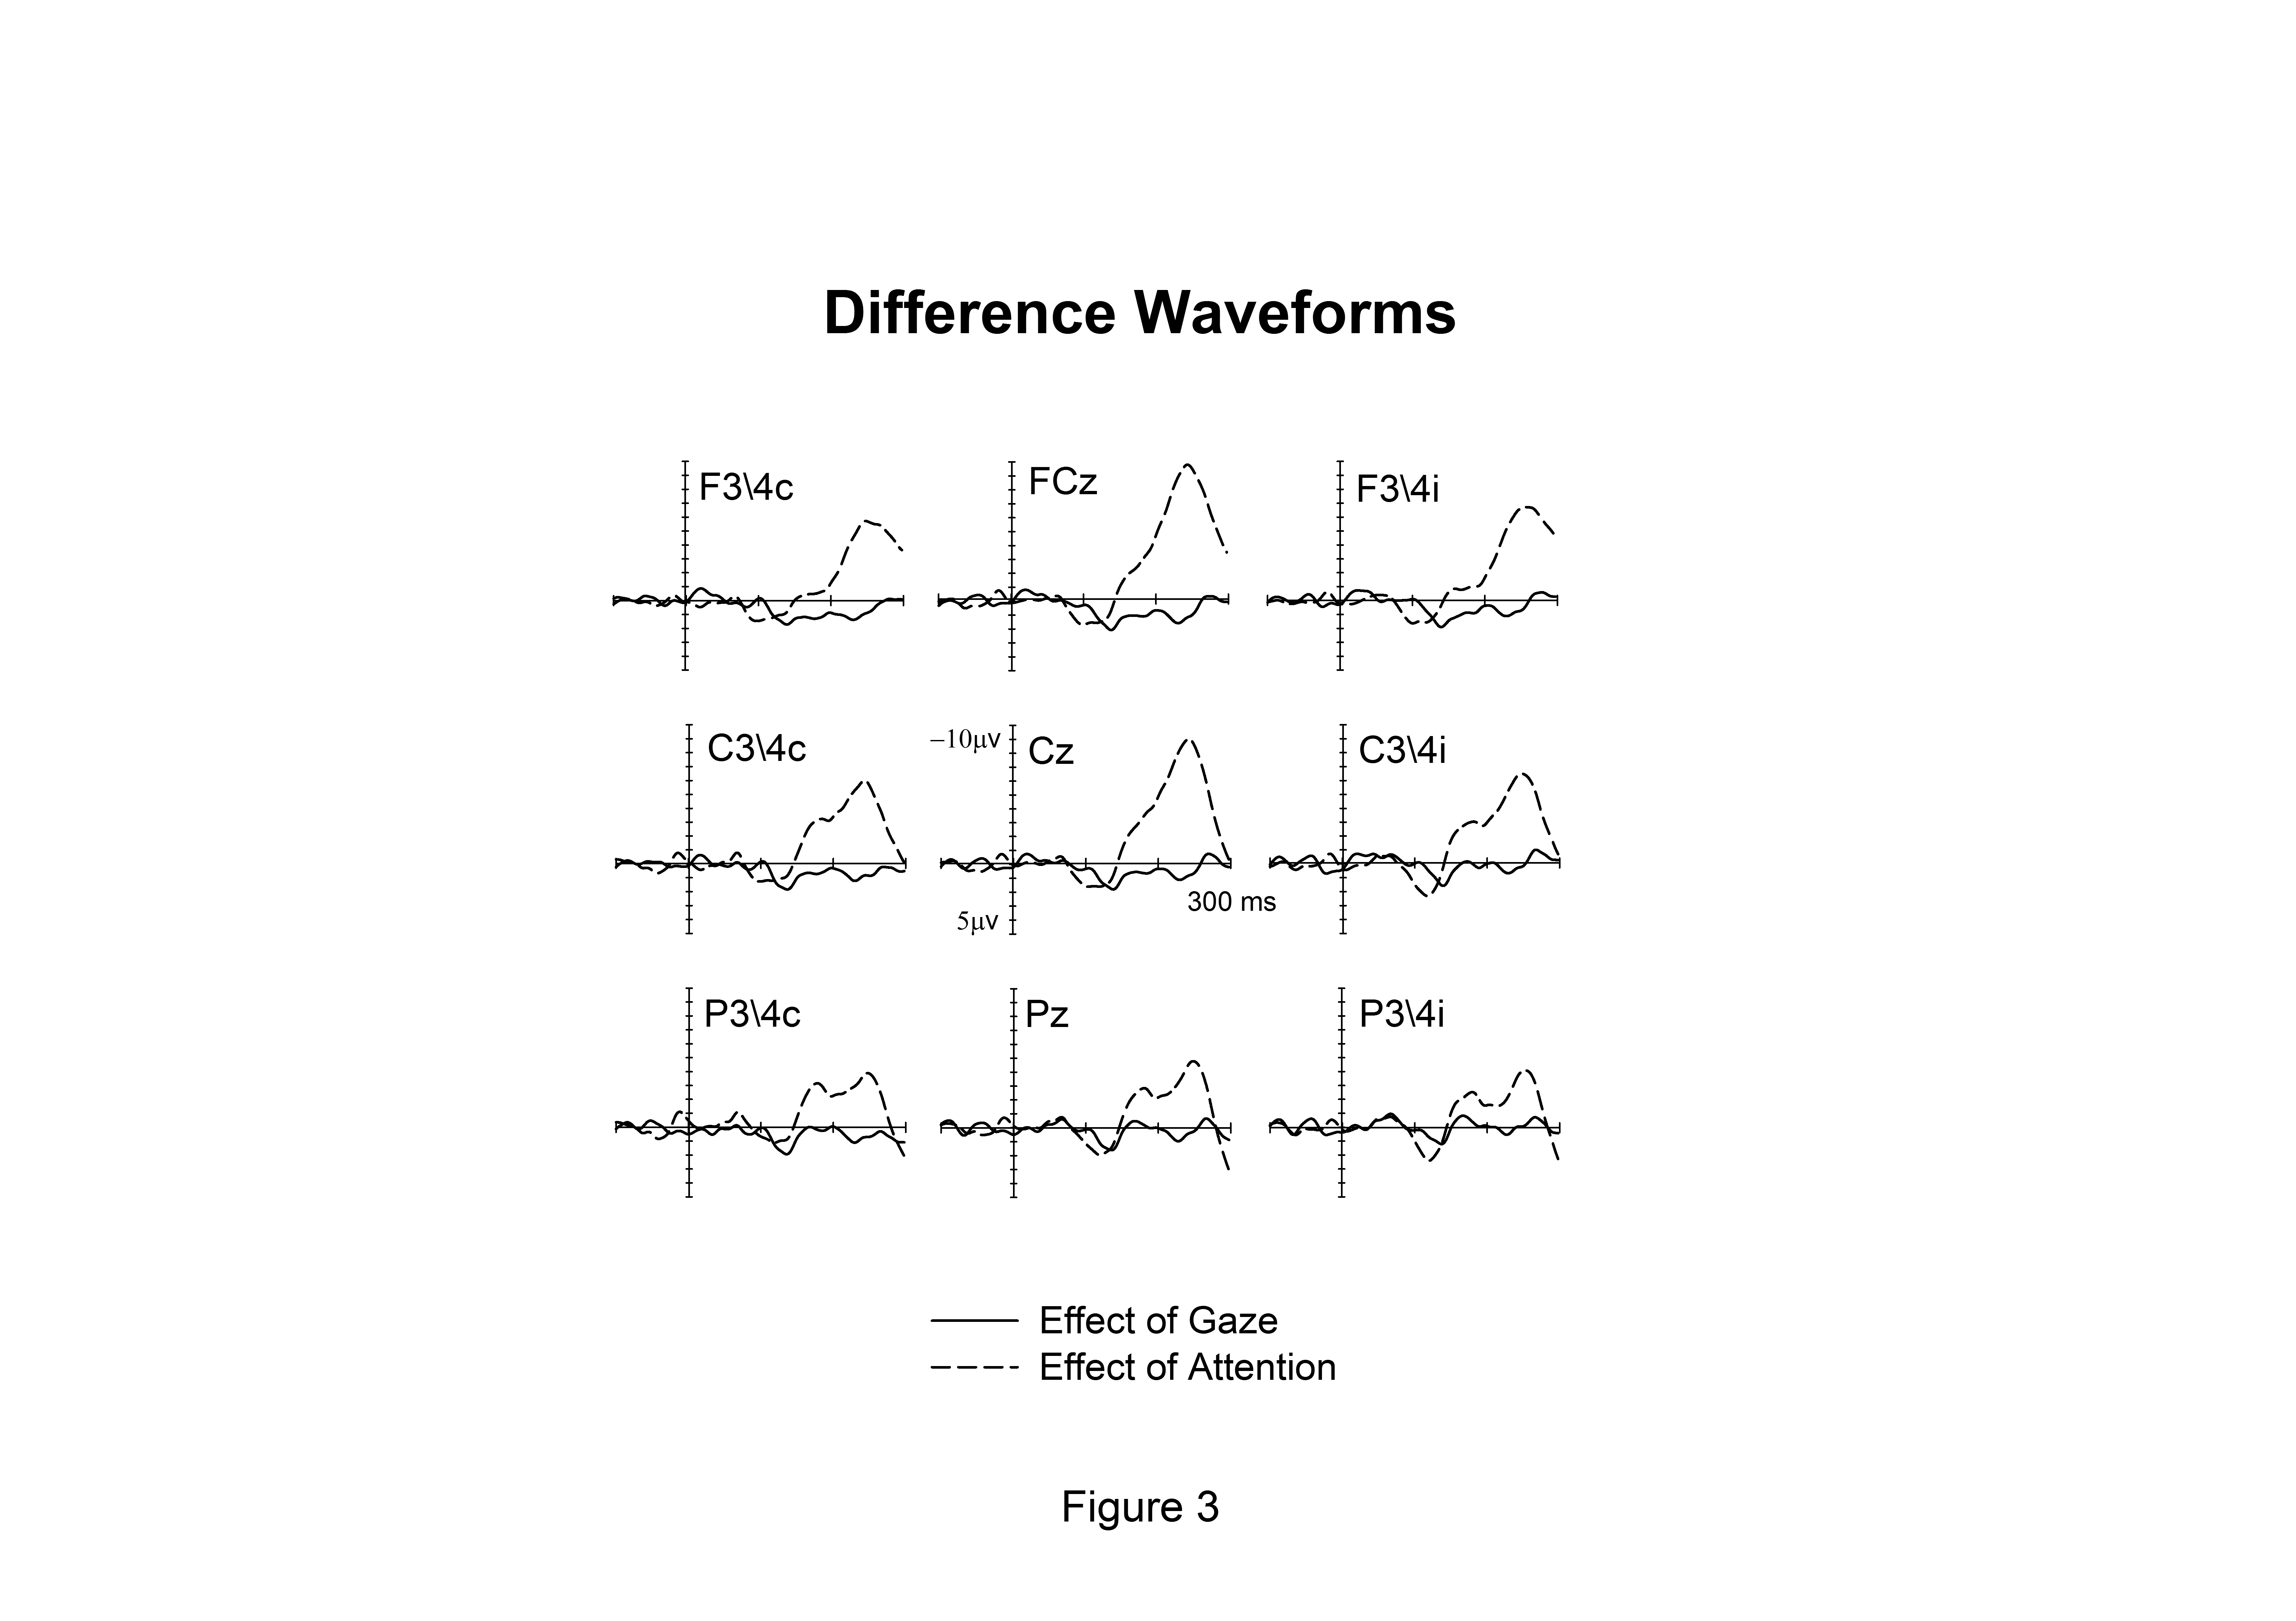 Difference Waveforms
F3\4c
FCz
F3\4i
C3\4c
−10μv
Cz
C3\4i
300 ms
5μv
P3\4c
Pz
P3\4i
Effect of Gaze
Effect of Attention
Figure 3